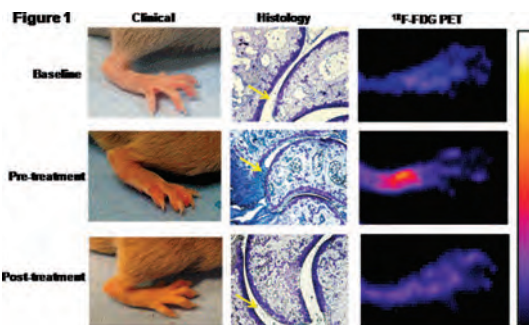 Figure 1
Clinical Histology ¹⁸F-FDG PET
Baseline
Pre-treatment
Post-treatment